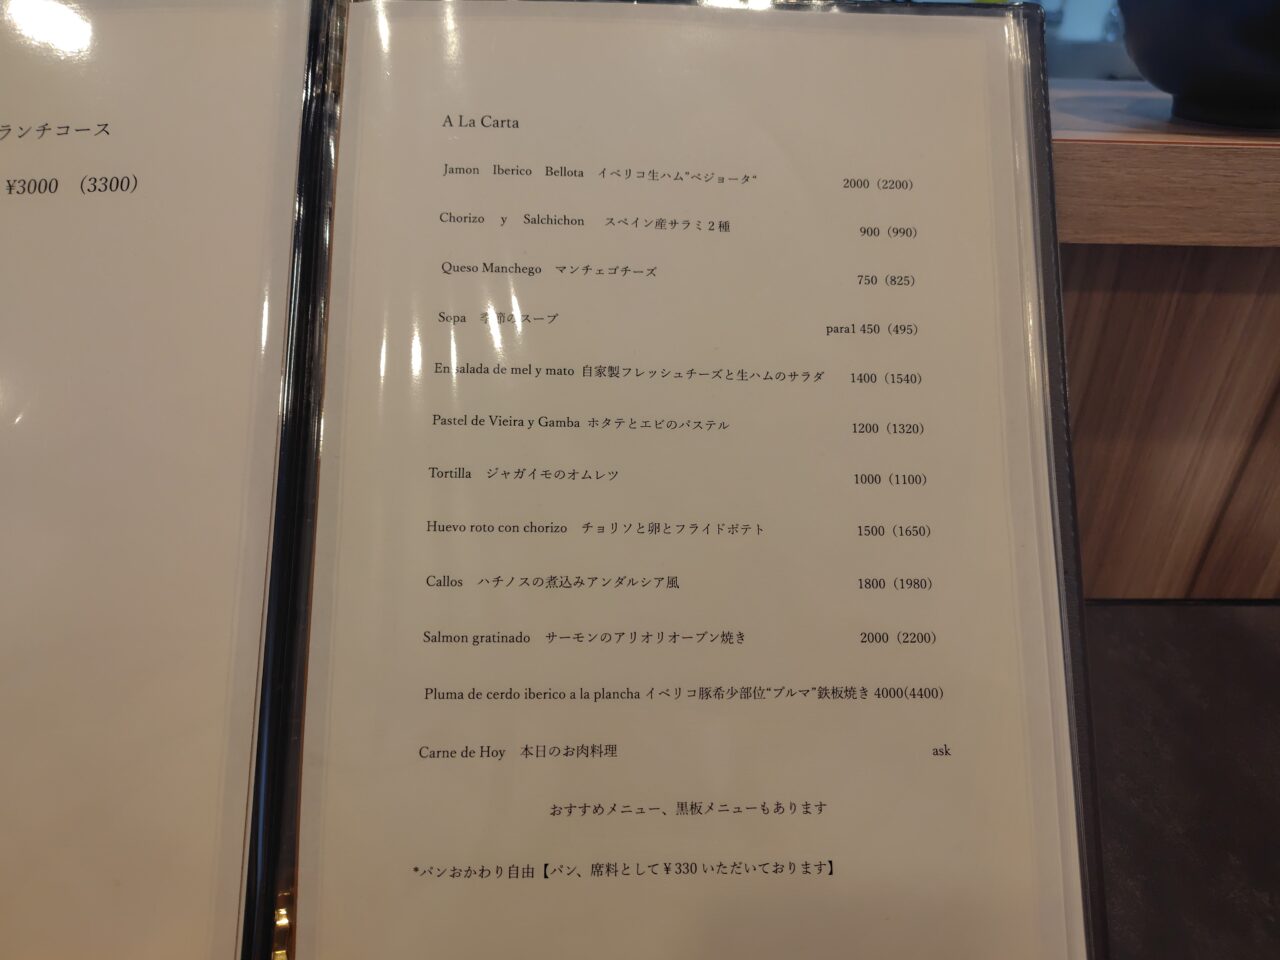 ランチコース
¥3000 （3300）
A La Carta
Jamon Iberico Bellota イベリコ生ハム”ベジョータ“ 2000（2200）
Chorizo y Salchichon スペイン産サラミ２種 900（990）
Queso Manchego マンチェゴチーズ 750（825）
Sopa 季節のスープ para1 450（495）
En salada de mel y mato 自家製フレッシュチーズと生ハムのサラダ 1400（1540）
Pastel de Vieira y Gamba ホタテとエビのパステル 1200（1320）
Tortilla ジャガイモのオムレツ 1000（1100）
Huevo roto con chorizo チョリソと卵とフライドポテト 1500（1650）
Callos ハチノスの煮込みアンダルシア風 1800（1980）
Salmon gratinado サーモンのアリオリオーブン焼き 2000（2200）
Pluma de cerdo iberico a la plancha イベリコ豚希少部位“プルマ”鉄板焼き 4000(4400)
Carne de Hoy 本日のお肉料理 ask
おすすめメニュー、黒板メニューもあります
*パンおかわり自由【パン、席料として￥330 いただいております】